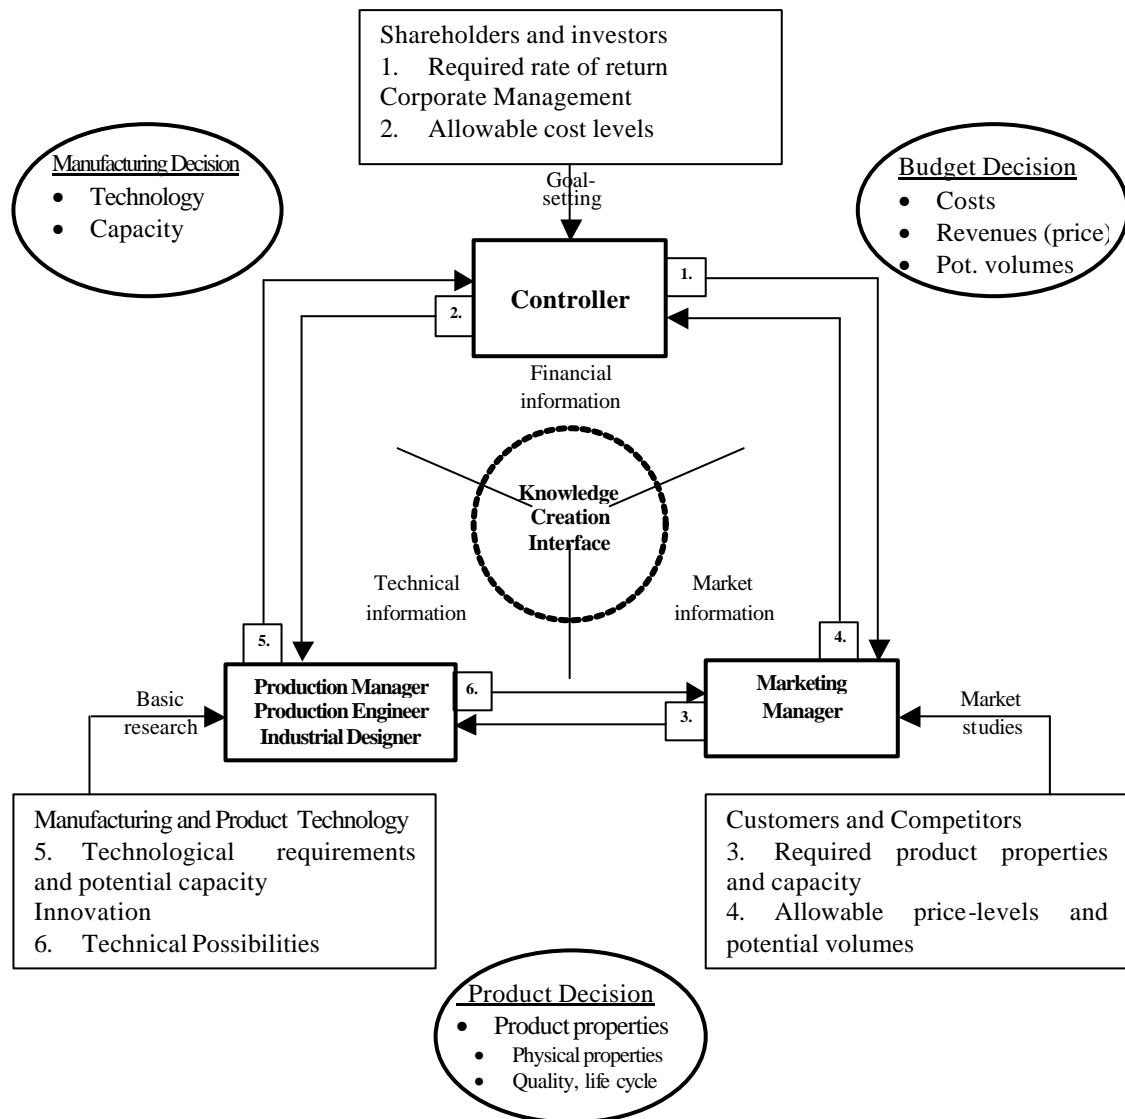 Shareholders and investors
1. Required rate of return
Corporate Management
2. Allowable cost levels
Manufacturing Decision
• Technology
• Capacity
Goal-
setting
Budget Decision
• Costs
• Revenues (price)
• Pot. volumes
1.
Controller
2.
Financial
information
Knowledge
Creation
Interface
Technical
information
Market
information
5.
4.
Production Manager
Production Engineer
Industrial Designer
6.
3.
Marketing
Manager
Basic
research
Market
studies
Manufacturing and Product Technology
5. Technological requirements
and potential capacity
Innovation
6. Technical Possibilities
Customers and Competitors
3. Required product properties
and capacity
4. Allowable price-levels and
potential volumes
Product Decision
• Product properties
• Physical properties
• Quality, life cycle